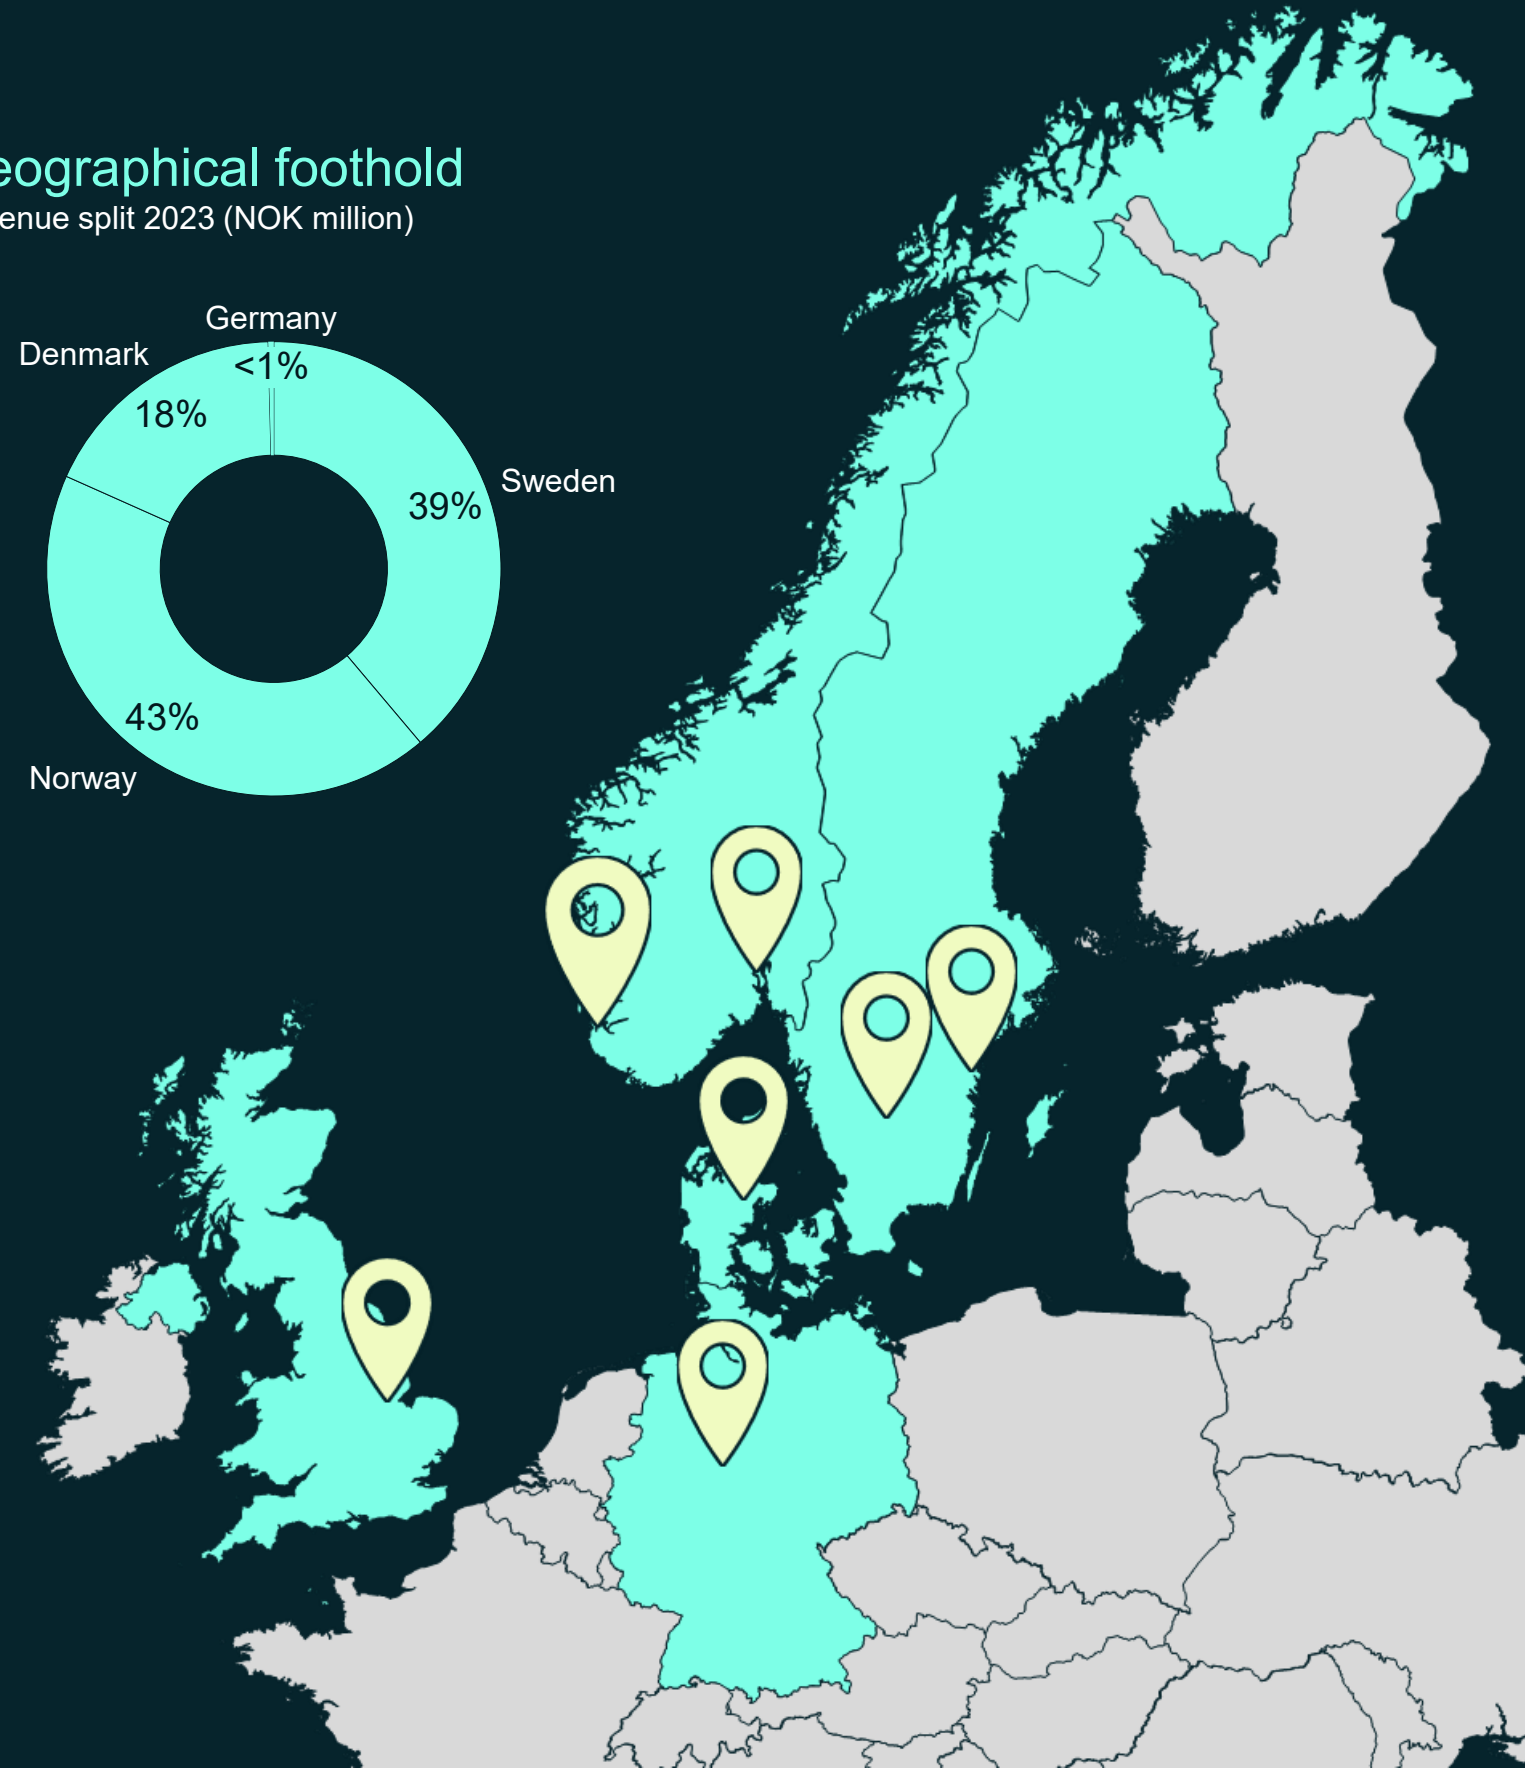 eographical foothold
enue split 2023 (NOK million)
Germany
Denmark
<1%
18%
Sweden
39%
43%
Norway